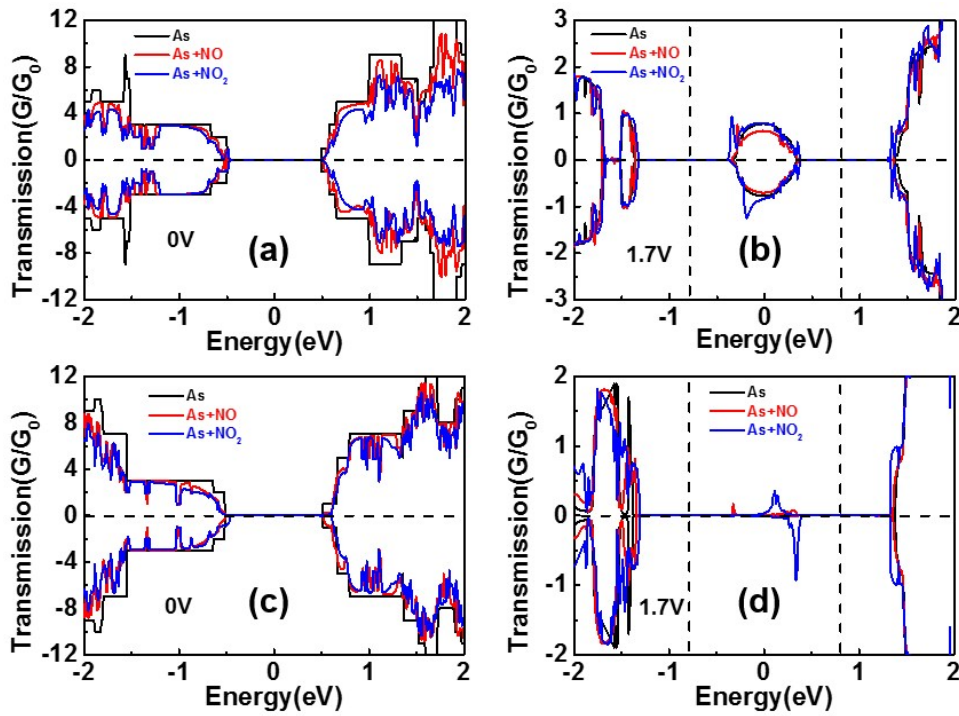 Transmission(G/G0)
12
8
4
0
-4
-8
-12
As
As+NO
As+NO2
0V
(a)
-2 -1 0 1 2
Energy(eV)
Transmission(G/G0)
3
2
1
0
-1
-2
-3
As
As+NO
As+NO2
1.7V
(b)
-2 -1 0 1 2
Energy(eV)
Transmission(G/G0)
12
8
4
0
-4
-8
-12
As
As+NO
As+NO2
0V
(c)
-2 -1 0 1 2
Energy(eV)
Transmission(G/G0)
2
1
0
-1
-2
As
As+NO
As+NO2
1.7V
(d)
-2 -1 0 1 2
Energy(eV)